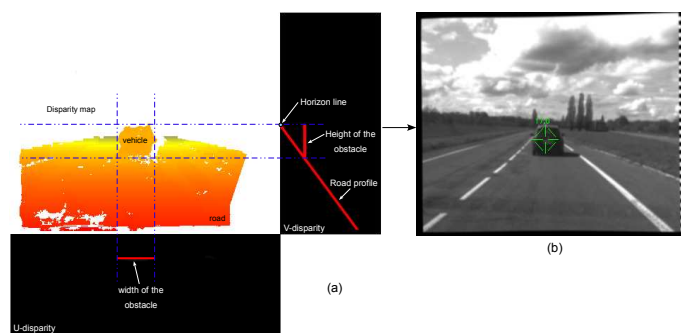 Disparity map
vehicle
Horizon line
Height of the
obstacle
Road profile
road
V-disparity
(b)
width of the
obstacle
(a)
U-disparity